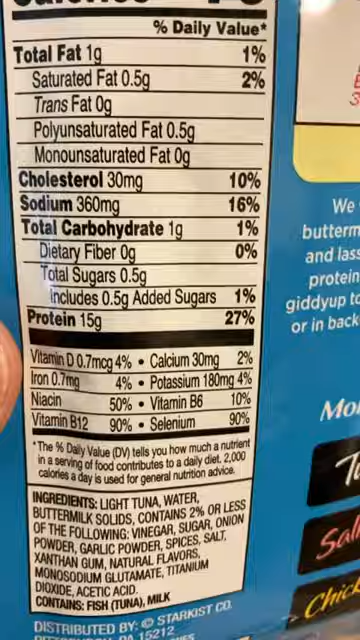 % Daily Value*
Total Fat 1g 1%
Saturated Fat 0.5g 2%
Trans Fat 0g
Polyunsaturated Fat 0.5g
Monounsaturated Fat 0g
Cholesterol 30mg 10%
Sodium 360mg 16%
Total Carbohydrate 1g 1%
Dietary Fiber 0g 0%
Total Sugars 0.5g
Includes 0.5g Added Sugars 1%
Protein 15g 27%
Vitamin D 0.7mcg 4% • Calcium 30mg 2%
Iron 0.7mg 4% • Potassium 180mg 4%
Niacin 50% • Vitamin B6 10%
Vitamin B12 90% • Selenium 90%
*The % Daily Value (DV) tells you how much a nutrient
in a serving of food contributes to a daily diet. 2,000
calories a day is used for general nutrition advice.
INGREDIENTS: LIGHT TUNA, WATER,
BUTTERMILK SOLIDS, CONTAINS 2% OR LESS
OF THE FOLLOWING: VINEGAR, SUGAR, ONION
POWDER, GARLIC POWDER, SPICES, SALT,
XANTHAN GUM, NATURAL FLAVORS,
MONOSODIUM GLUTAMATE, TITANIUM
DIOXIDE, ACETIC ACID.
CONTAINS: FISH (TUNA), MILK
DISTRIBUTED BY: © STARKIST CO.
PA 15212
We
butterm
and lass
protein
giddyup to
or in back
Mo
Tu
Sal
Chick